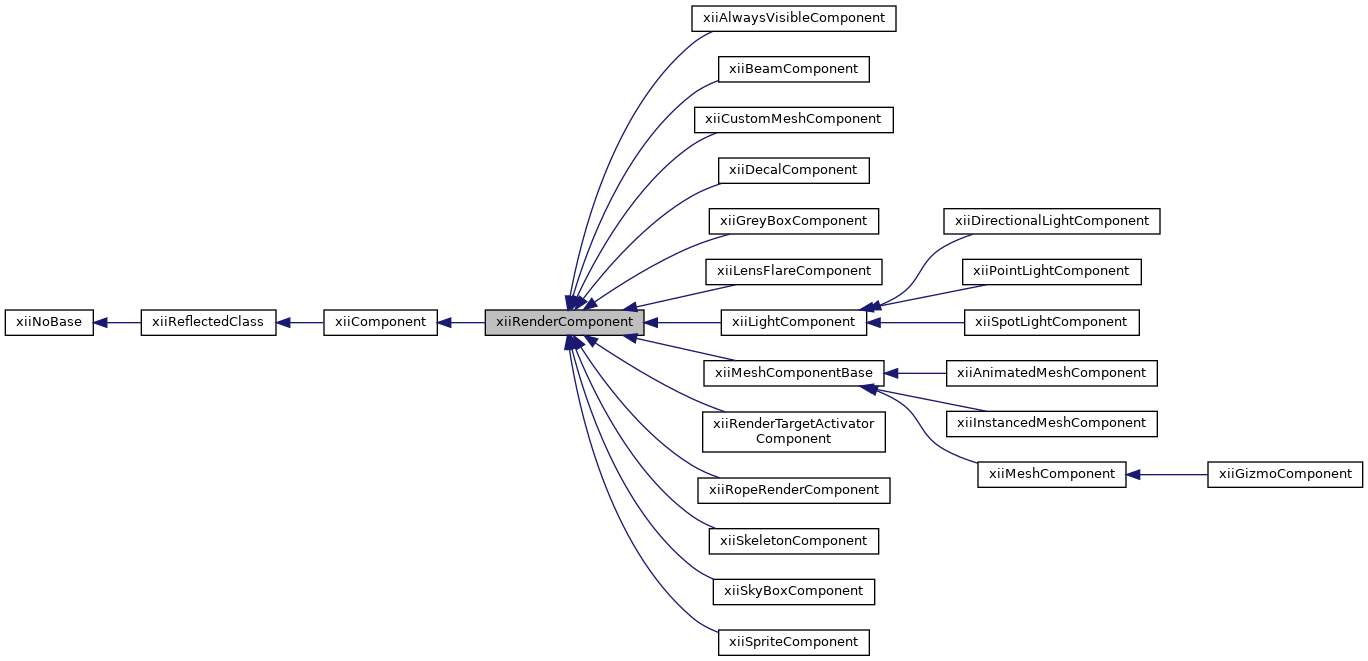 xiiAlwaysVisibleComponent
xiiBeamComponent
xiiCustomMeshComponent
xiiDecalComponent
xiiGreyBoxComponent
xiiDirectionalLightComponent
xiiLensFlareComponent
xiiPointLightComponent
xiiNoBase
xiiReflectedClass
xiiComponent
xiiRenderComponent
xiiLightComponent
xiiSpotLightComponent
xiiMeshComponentBase
xiiAnimatedMeshComponent
xiiRenderTargetActivator
Component
xiiInstancedMeshComponent
xiiMeshComponent
xiiGizmoComponent
xiiRopeRenderComponent
xiiSkeletonComponent
xiiSkyBoxComponent
xiiSpriteComponent